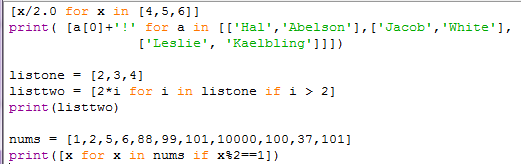 [x/2.0 for x in [4,5,6]]
print( [a[0]+'!' for a in [['Hal','Abelson'],['Jacob','White'],
['Leslie', 'Kaelbling']]])
listone = [2,3,4]
listtwo = [2*i for i in listone if i > 2]
print(listtwo)
nums = [1,2,5,6,88,99,101,10000,100,37,101]
print([x for x in nums if x%2==1])